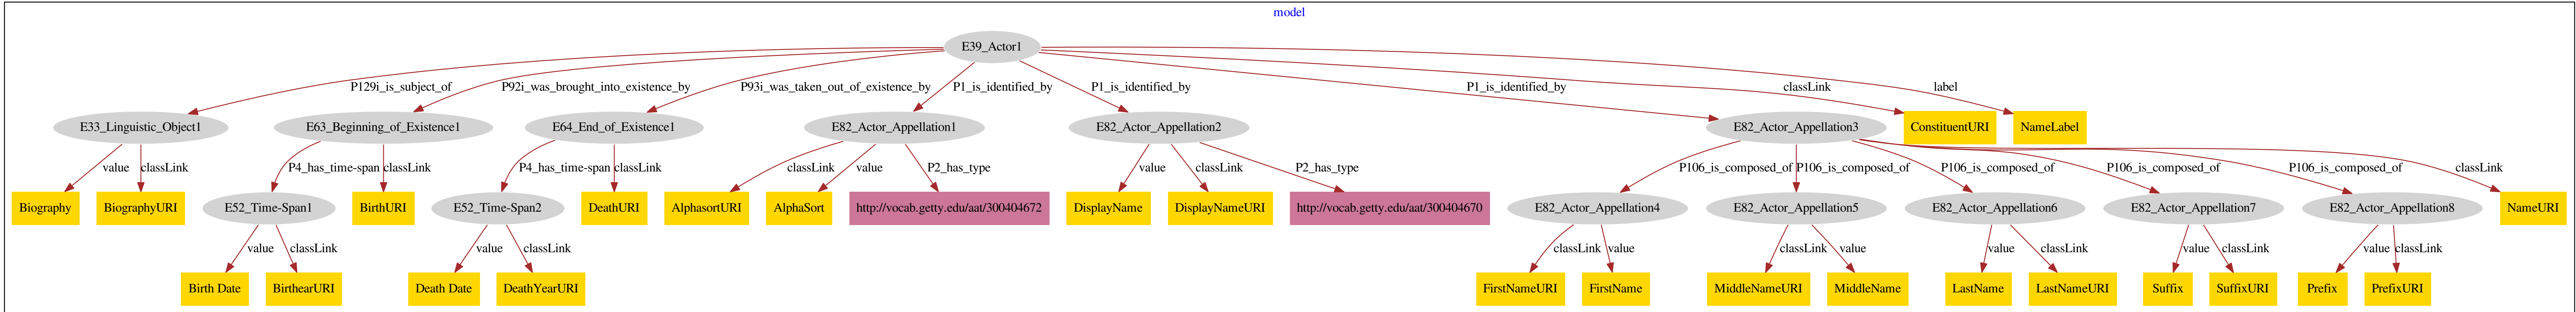 model
E39_Actor1
P129i_is_subject_of
P92i_was_brought_into_existence_by
P93i_was_taken_out_of_existence_by
P1_is_identified_by
P1_is_identified_by
P1_is_identified_by
classLink
label
E33_Linguistic_Object1
E63_Beginning_of_Existence1
E64_End_of_Existence1
E82_Actor_Appellation1
E82_Actor_Appellation2
E82_Actor_Appellation3
ConstituentURI
NameLabel
value
classLink
P4_has_time-span
classLink
P4_has_time-span
classLink
classLink
value
P2_has_type
value
classLink
P2_has_type
P106_is_composed_of
P106_is_composed_of
P106_is_composed_of
P106_is_composed_of
P106_is_composed_of
classLink
Biography
BiographyURI
E52_Time-Span1
BirthURI
E52_Time-Span2
DeathURI
AlphasortURI
AlphaSort
http://vocab.getty.edu/aat/300404672
DisplayName
DisplayNameURI
http://vocab.getty.edu/aat/300404670
E82_Actor_Appellation4
E82_Actor_Appellation5
E82_Actor_Appellation6
E82_Actor_Appellation7
E82_Actor_Appellation8
NameURI
value
classLink
value
classLink
classLink
value
classLink
value
value
classLink
value
classLink
value
classLink
Birth Date
BirthearURI
Death Date
DeathYearURI
FirstNameURI
FirstName
MiddleNameURI
MiddleName
LastName
LastNameURI
Suffix
SuffixURI
Prefix
PrefixURI